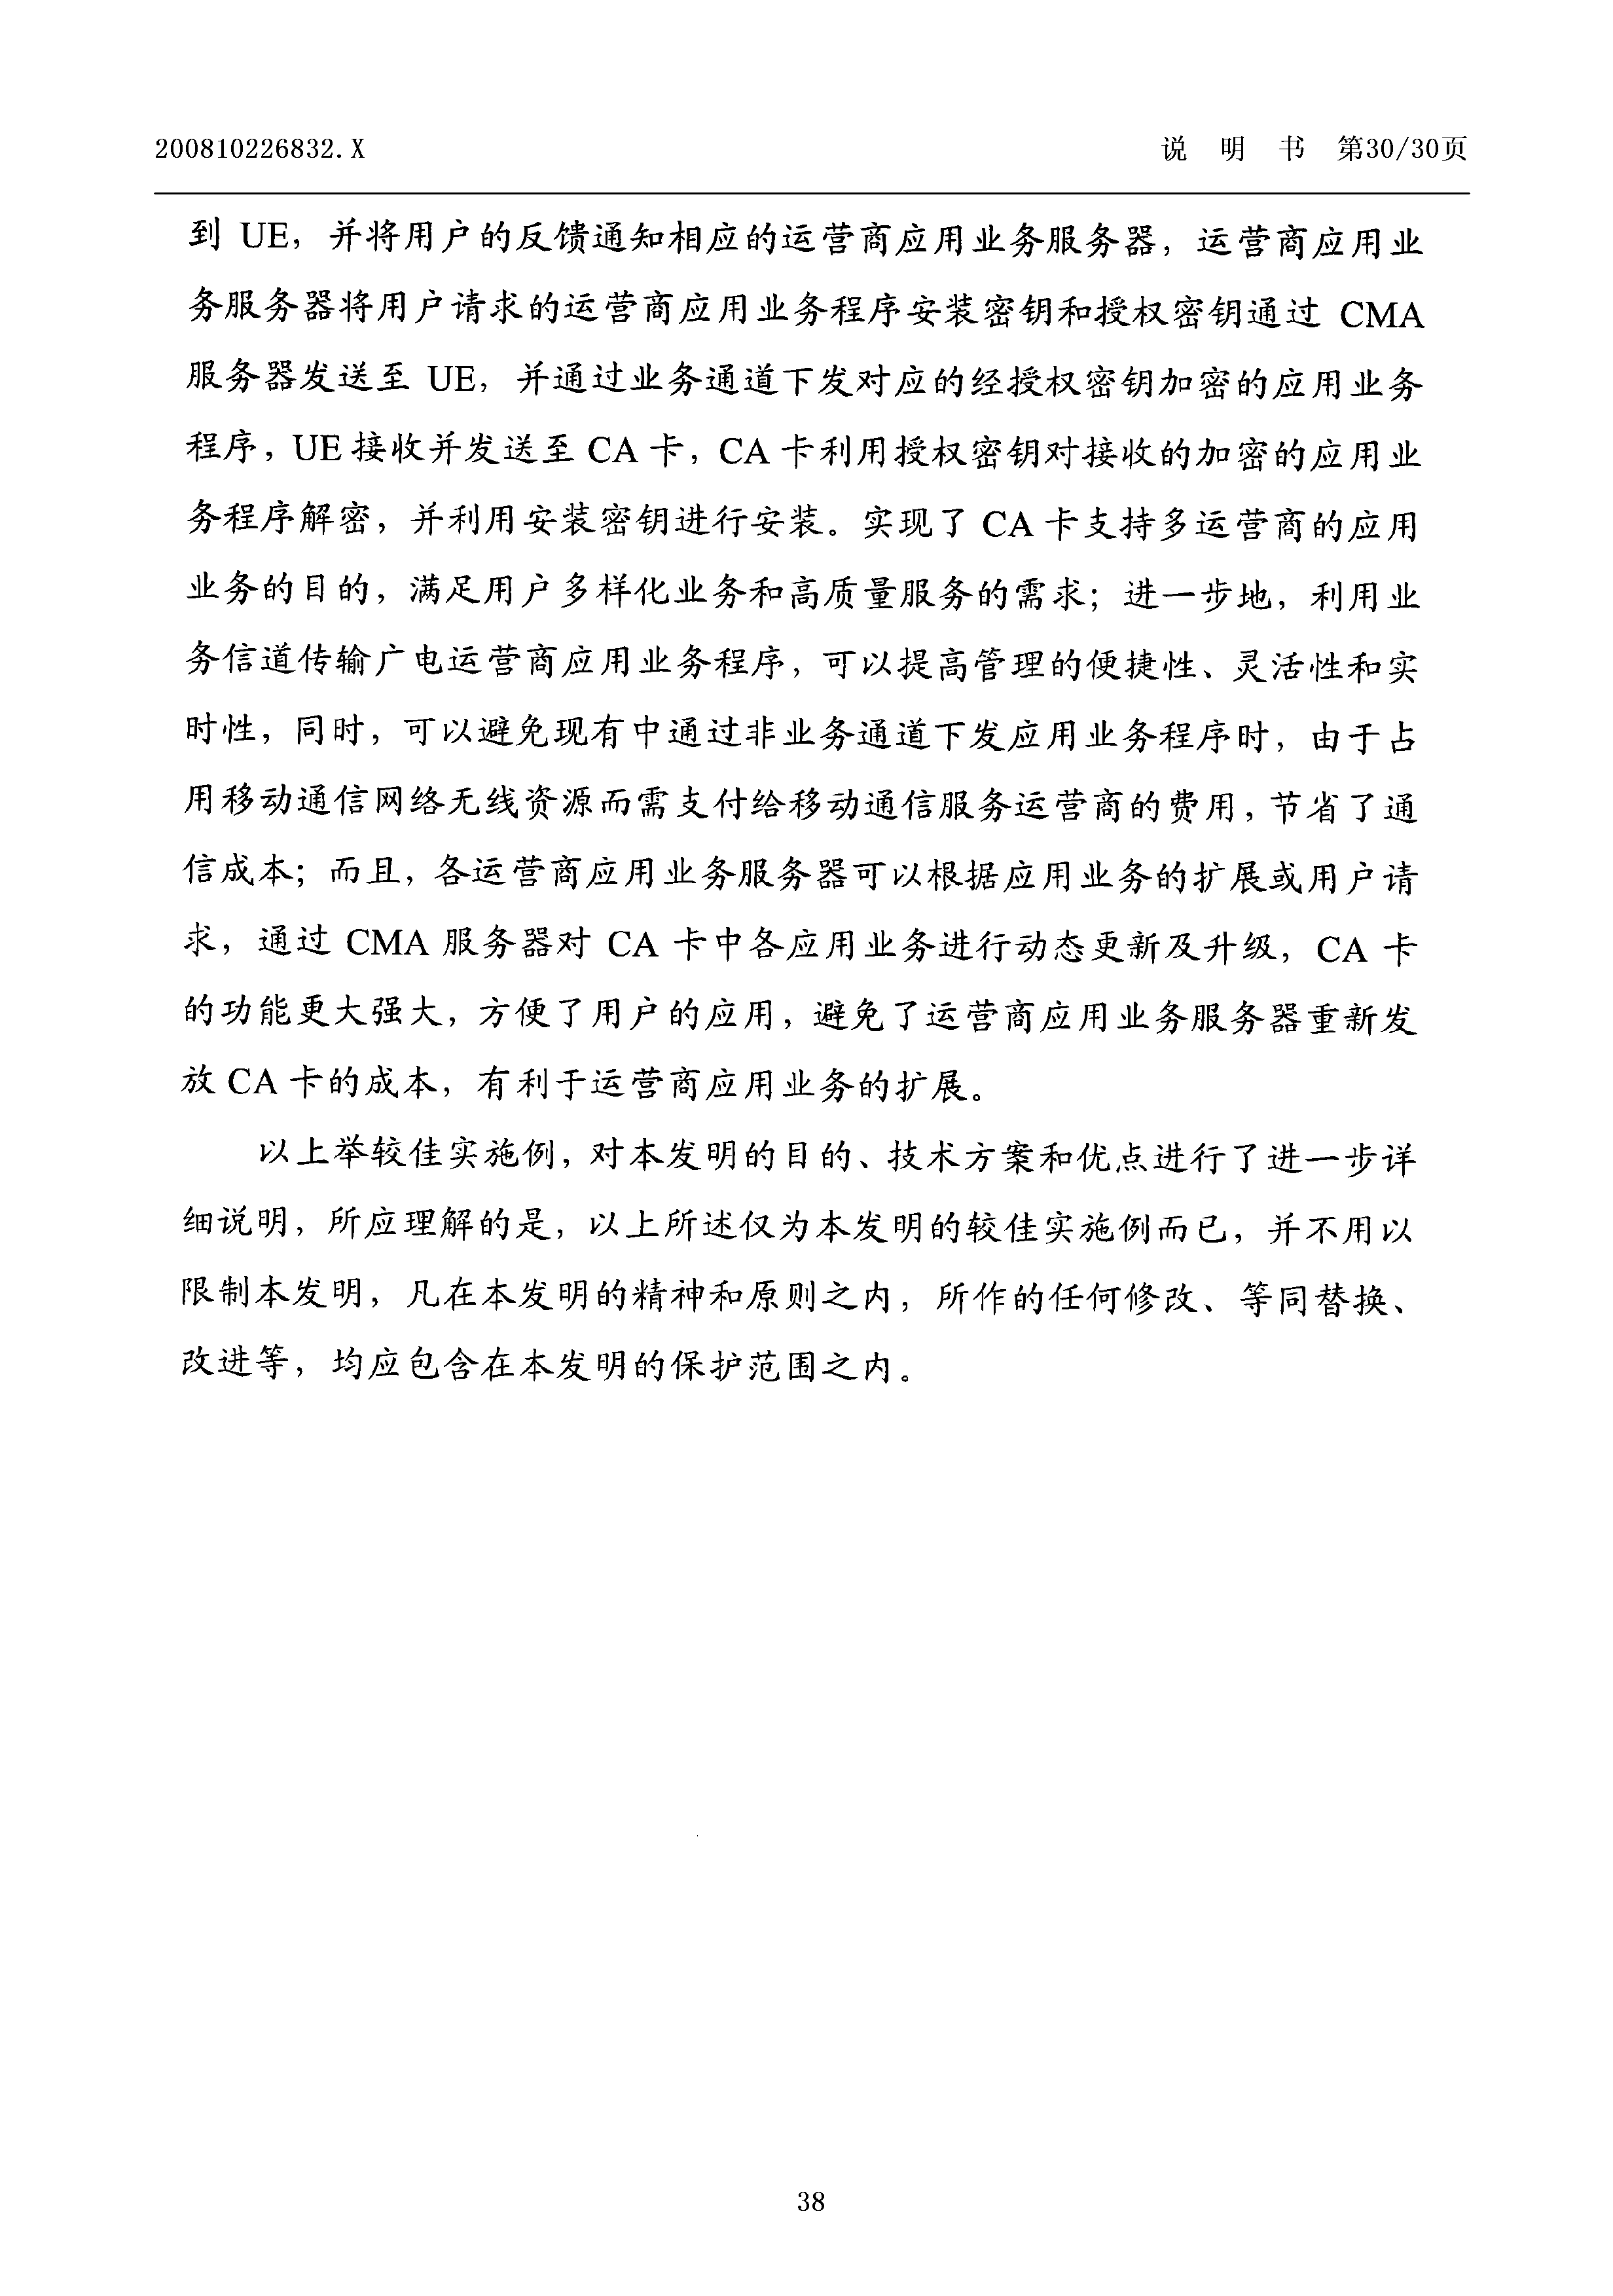 200810226832.X 说 明 书 第30/30页
到 UE，并将用户的反馈通知相应的运营商应用业务服务器，运营商应用业
务服务器将用户请求的运营商应用业务程序安装密钥和授权密钥通过 CMA
服务器发送至 UE，并通过业务通道下发对应的经授权密钥加密的应用业务
程序，UE 接收并发送至 CA 卡，CA 卡利用授权密钥对接收的加密的应用业
务程序解密，并利用安装密钥进行安装。实现了 CA 卡支持多运营商的应用
业务的目的，满足用户多样化业务和高质量服务的需求；进一步地，利用业
务信道传输广电运营商应用业务程序，可以提高管理的便捷性、灵活性和实
时性，同时，可以避免现有中通过非业务通道下发应用业务程序时，由于占
用移动通信网络无线资源而需支付给移动通信服务运营商的费用，节省了通
信成本；而且，各运营商应用业务服务器可以根据应用业务的扩展或用户请
求，通过 CMA 服务器对 CA 卡中各应用业务进行动态更新及升级，CA 卡
的功能更大强大，方便了用户的应用，避免了运营商应用业务服务器重新发
放 CA 卡的成本，有利于运营商应用业务的扩展。
以上举较佳实施例，对本发明的目的、技术方案和优点进行了进一步详
细说明，所应理解的是，以上所述仅为本发明的较佳实施例而已，并不用以
限制本发明，凡在本发明的精神和原则之内，所作的任何修改、等同替换、
改进等，均应包含在本发明的保护范围之内。
38